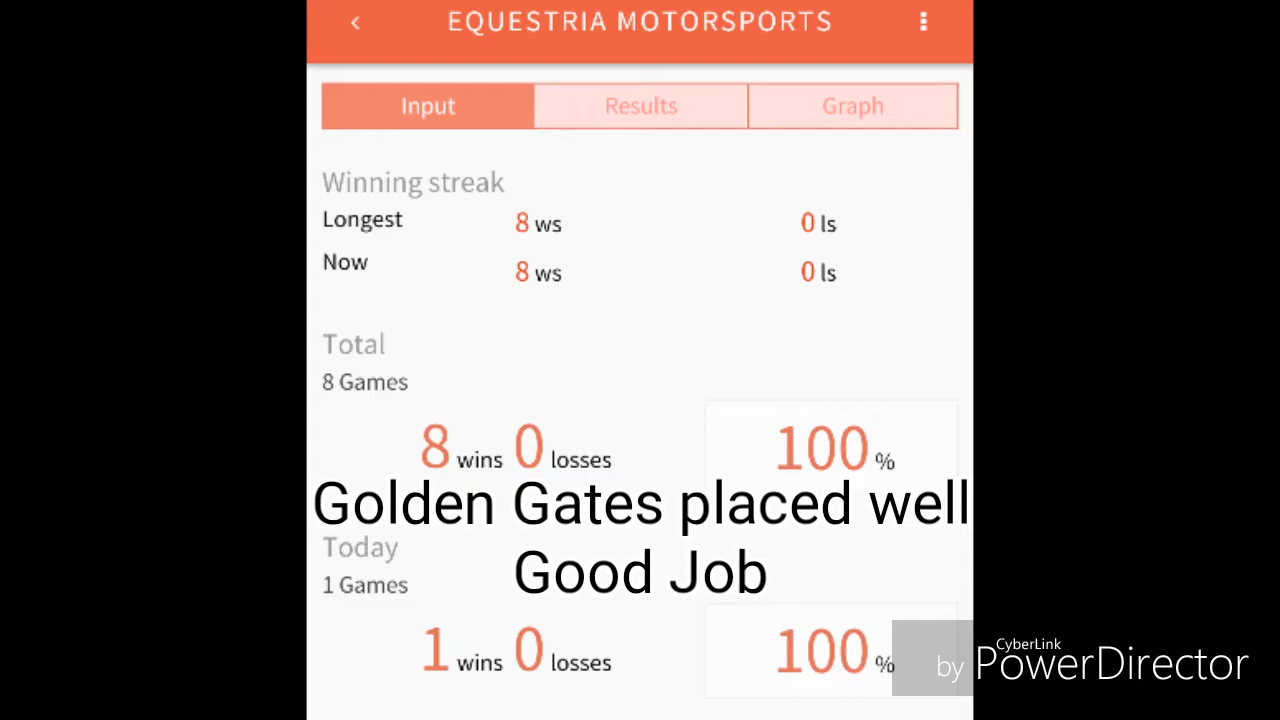 EQUESTRIA MOTORSPORTS
Input Results Graph
Winning streak
Longest 8 ws 0 ls
Now 8 ws 0 ls
Total
8 Games
8 wins 0 losses 100 %
Golden Gates placed well
Today
Good Job
1 Games
1 wins 0 losses 100 %
CyberLink
by PowerDirector